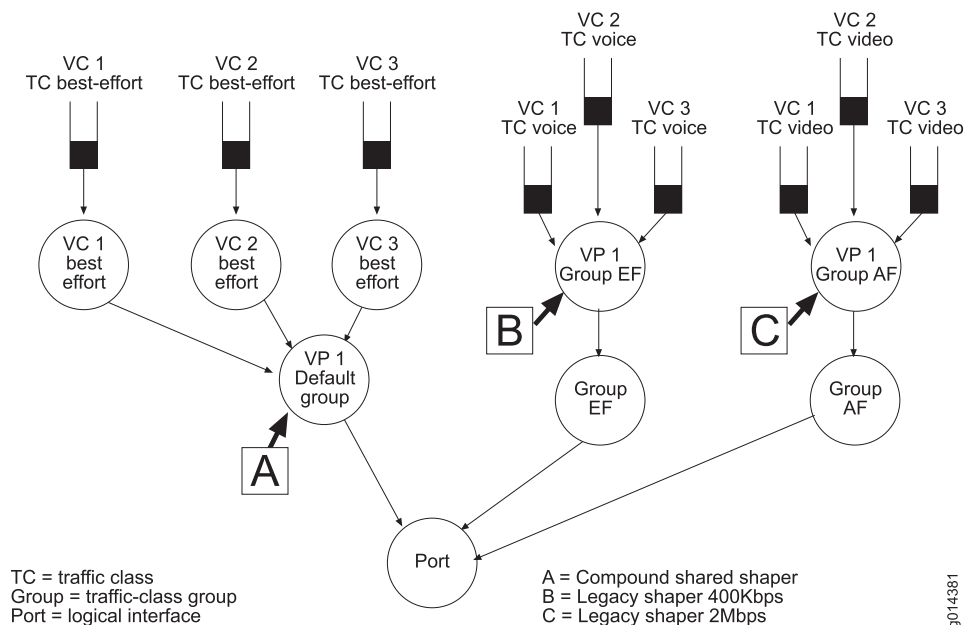 VC 1
TC best-effort
VC 2
TC best-effort
VC 3
TC best-effort
VC 2
TC voice
VC 1
TC voice
VC 3
TC voice
VC 2
TC video
VC 1
TC video
VC 3
TC video
VC 1
best
effort
VC 2
best
effort
VC 3
best
effort
VP 1
Group EF
VP 1
Group AF
B
C
VP 1
Default
group
Group
EF
Group
AF
A
Port
TC = traffic class
Group = traffic-class group
Port = logical interface
A = Compound shared shaper
B = Legacy shaper 400Kbps
C = Legacy shaper 2Mbps
g014381